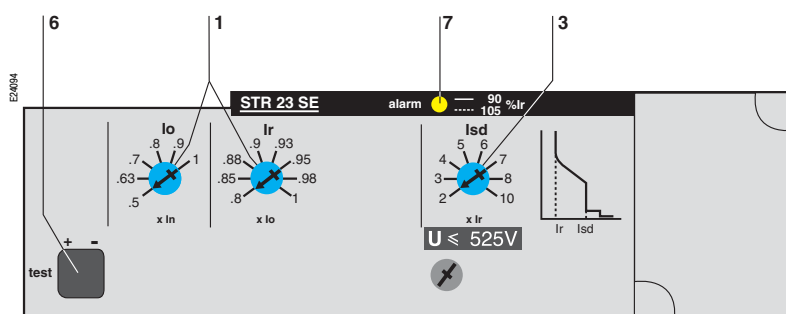 6 1 7 3
E24094
STR 23 SE alarm 90 %Ir
105
Io Ir Isd
.5 .63 .7 .8 .9 1
.8 .85 .88 .9 .93 .95 .98 1
2 3 4 5 6 7 8 10
x In x Io x Ir
Ir Isd
U ≤ 525V
+ -
test